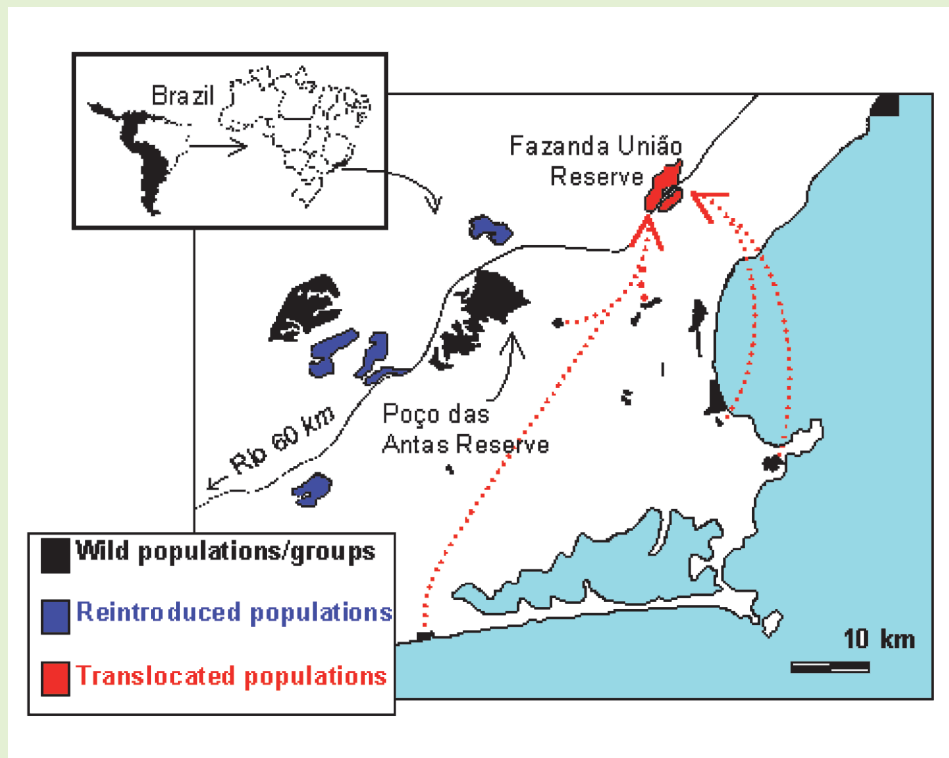 Brazil
Fazanda União
Reserve
Poço das
Antas Reserve
Rio 60 km
Wild populations/groups
Reintroduced populations
Translocated populations
10 km